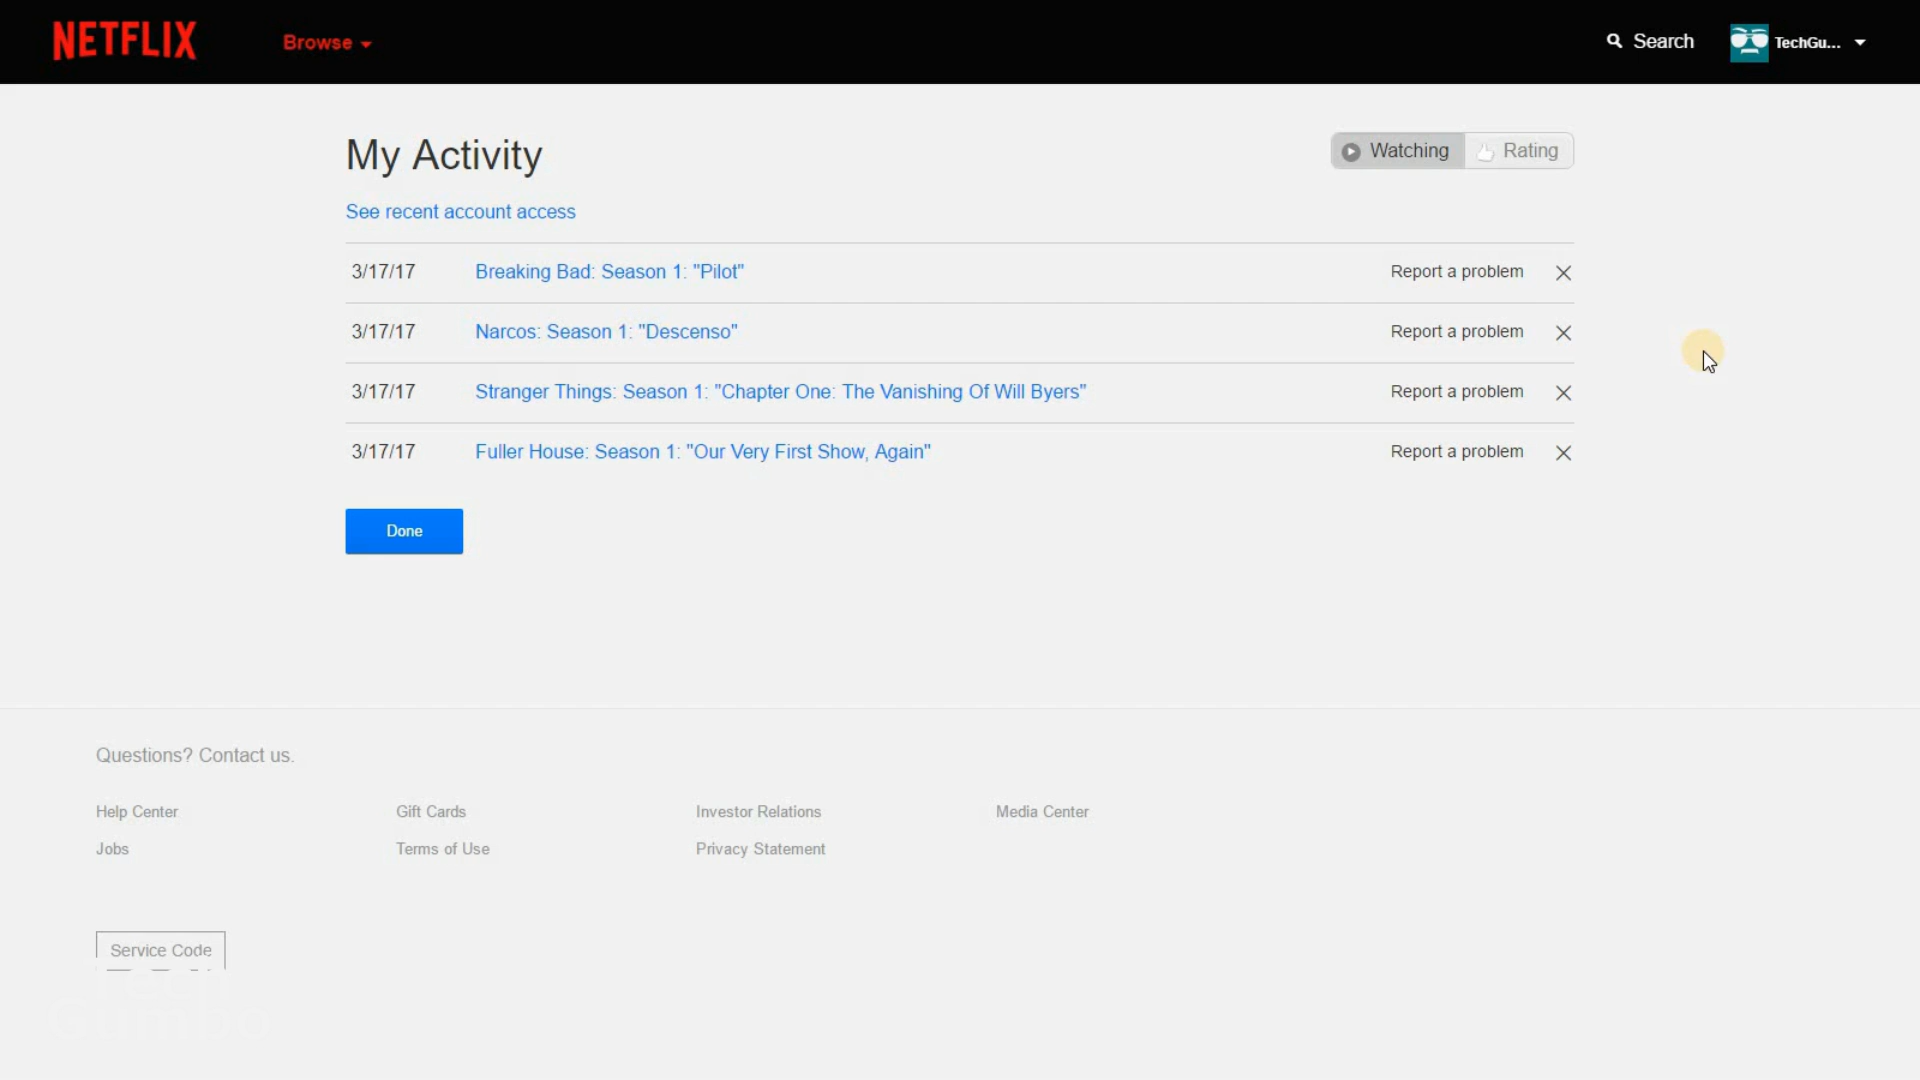 NETFLIX Browse Search TechGu...
My Activity Watching Rating
See recent account access
3/17/17 Breaking Bad: Season 1: "Pilot" Report a problem
3/17/17 Narcos: Season 1: "Descenso" Report a problem
3/17/17 Stranger Things: Season 1: "Chapter One: The Vanishing Of Will Byers" Report a problem
3/17/17 Fuller House: Season 1: "Our Very First Show, Again" Report a problem
Done
Questions? Contact us.
Help Center Gift Cards Investor Relations Media Center
Jobs Terms of Use Privacy Statement
Service Code